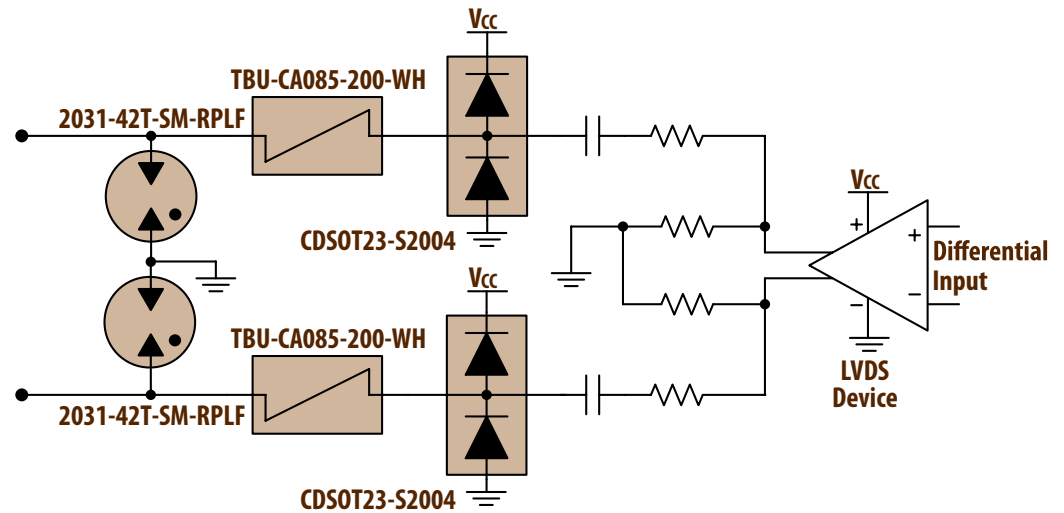 Vcc
TBU-CA085-200-WH
2031-42T-SM-RPLF
Vcc
+
+
Differential
Input
CDSOT23-S2004
Vcc
−
−
LVDS
Device
TBU-CA085-200-WH
2031-42T-SM-RPLF
CDSOT23-S2004